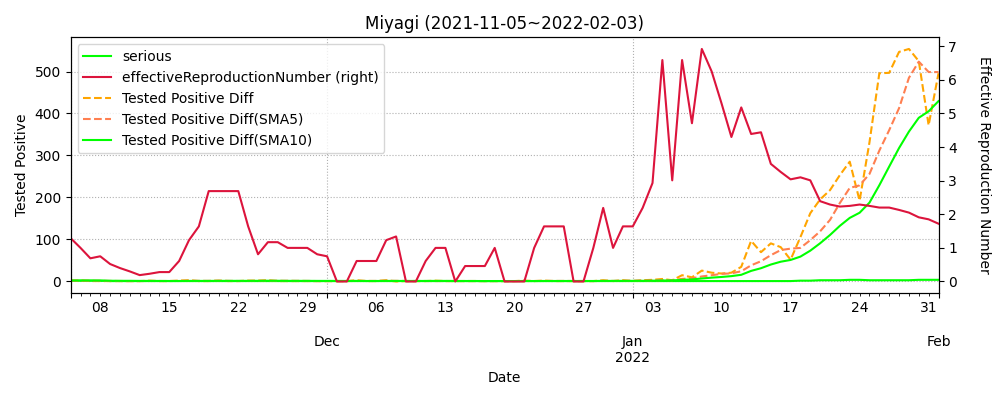 Miyagi (2021-11-05~2022-02-03)
serious
effectiveReproductionNumber (right)
Tested Positive Diff
Tested Positive Diff(SMA5)
Tested Positive Diff(SMA10)
Tested Positive
500
400
300
200
100
0
7
6
5
4
3
2
1
0
Effective Reproduction Number
08 15 22 29 06 13 20 27 03 10 17 24 31
Dec Jan Feb
2022
Date